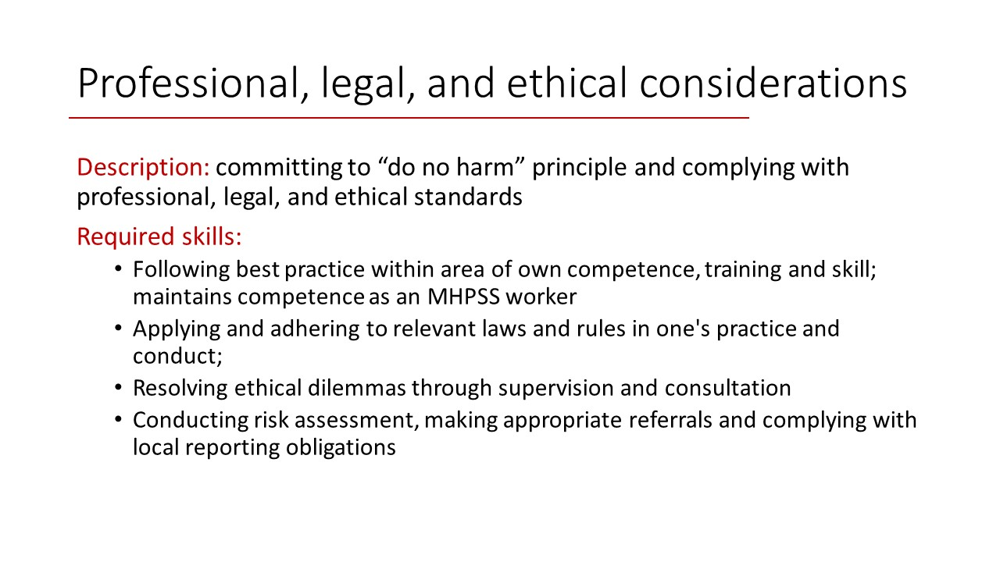 Professional, legal, and ethical considerations
Description: committing to “do no harm” principle and complying with
professional, legal, and ethical standards
Required skills:
• Following best practice within area of own competence, training and skill;
maintains competence as an MHPSS worker
• Applying and adhering to relevant laws and rules in one's practice and
conduct;
• Resolving ethical dilemmas through supervision and consultation
• Conducting risk assessment, making appropriate referrals and complying with
local reporting obligations